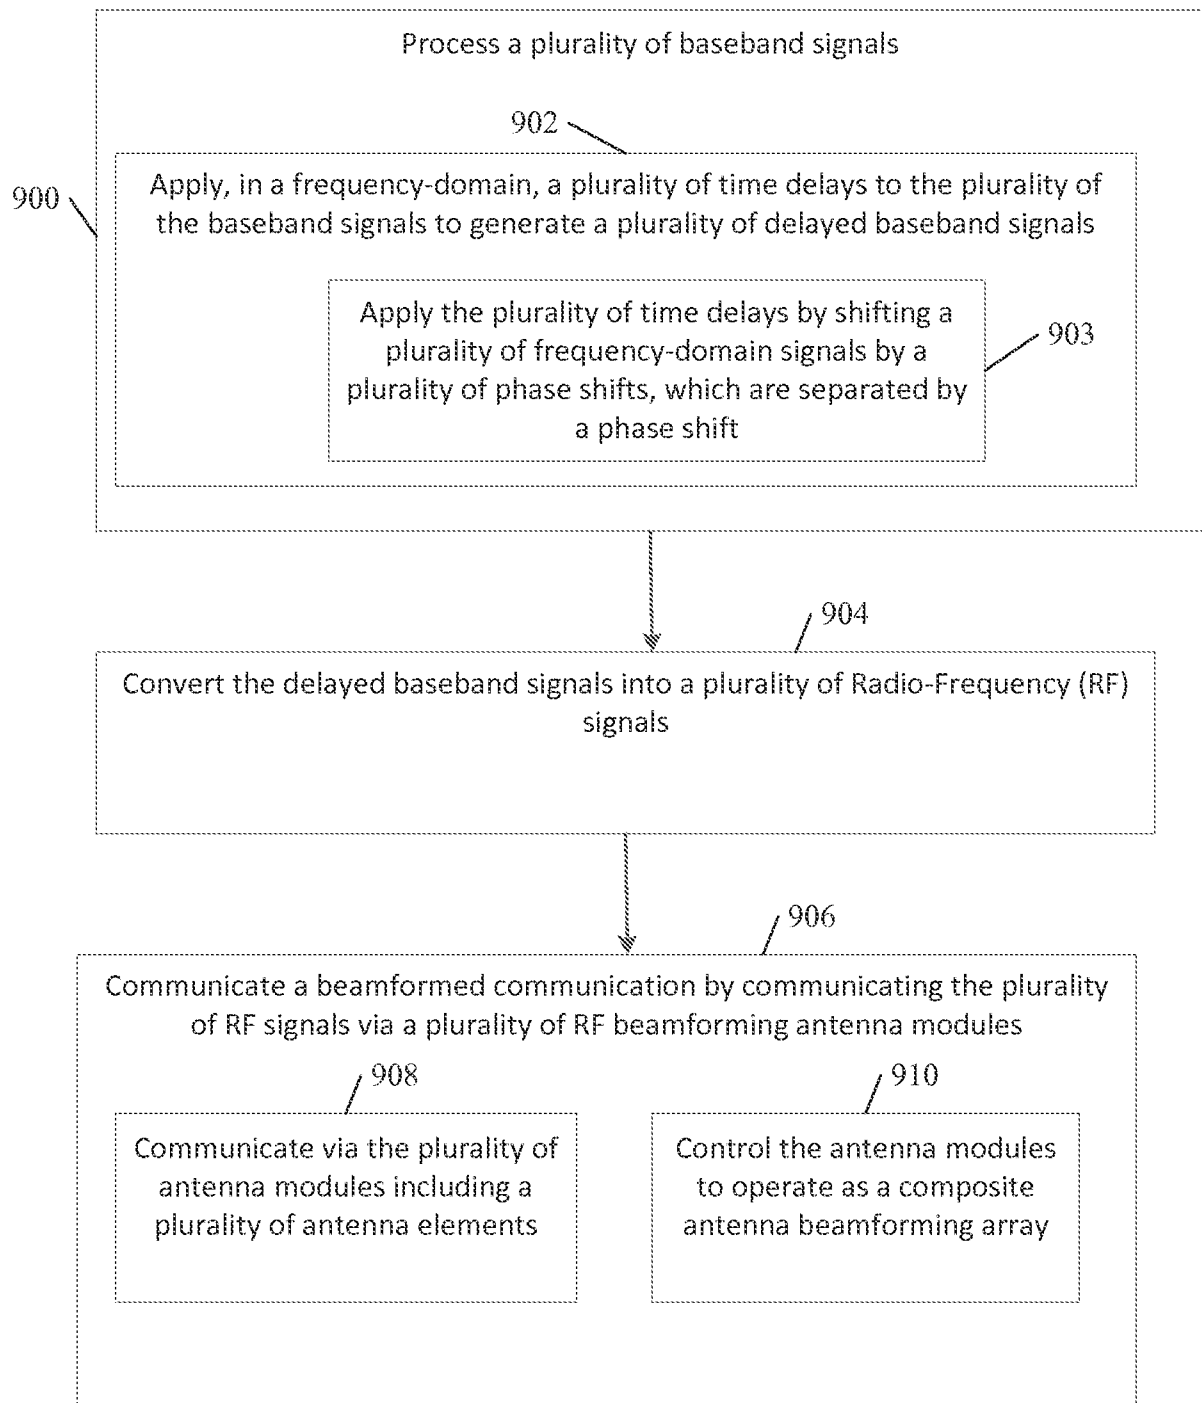 Process a plurality of baseband signals
902
900
Apply, in a frequency-domain, a plurality of time delays to the plurality of
the baseband signals to generate a plurality of delayed baseband signals
Apply the plurality of time delays by shifting a
plurality of frequency-domain signals by a
plurality of phase shifts, which are separated by
a phase shift
903
904
Convert the delayed baseband signals into a plurality of Radio-Frequency (RF)
signals
906
Communicate a beamformed communication by communicating the plurality
of RF signals via a plurality of RF beamforming antenna modules
908
Communicate via the plurality of
antenna modules including a
plurality of antenna elements
910
Control the antenna modules
to operate as a composite
antenna beamforming array